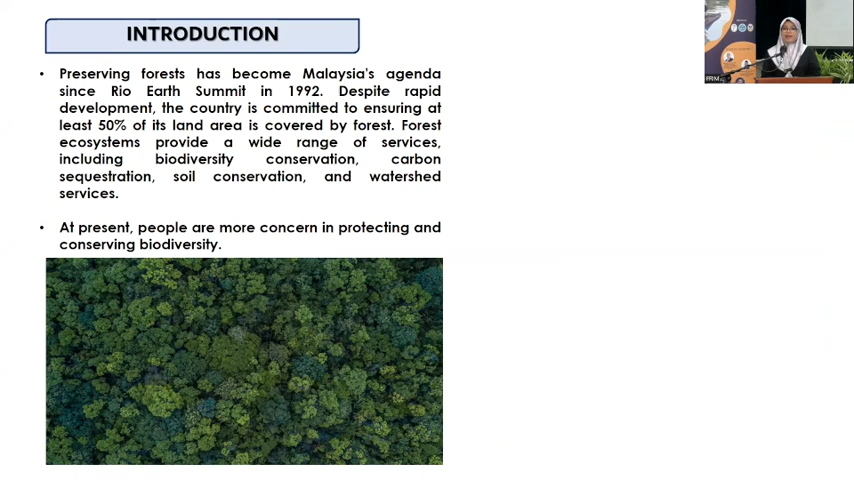 INTRODUCTION
• Preserving forests has become Malaysia's agenda
since Rio Earth Summit in 1992. Despite rapid
development, the country is committed to ensuring at
least 50% of its land area is covered by forest. Forest
ecosystems provide a wide range of services,
including biodiversity conservation, carbon
sequestration, soil conservation, and watershed
services.
• At present, people are more concern in protecting and
conserving biodiversity.